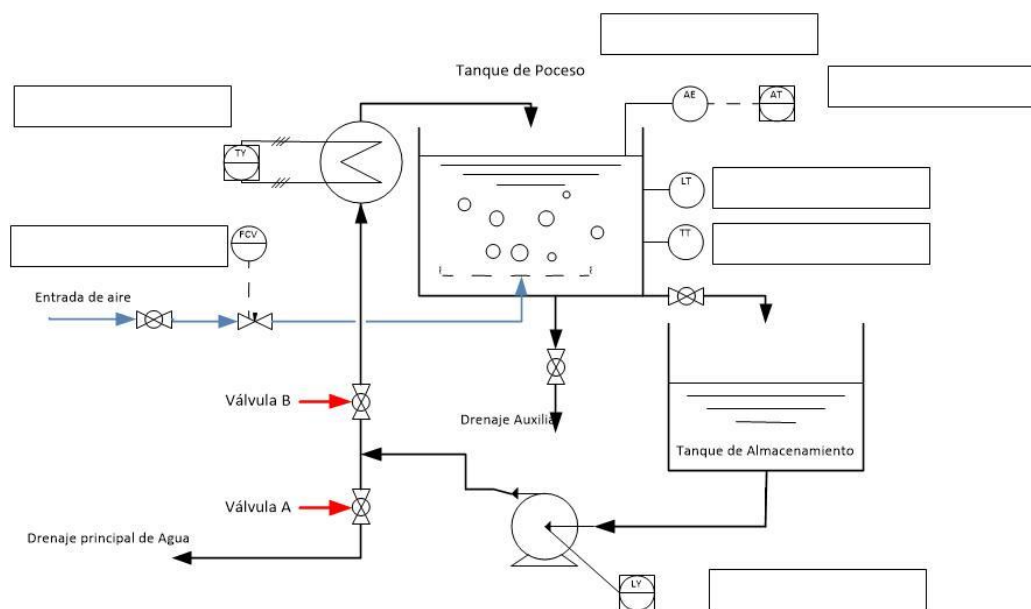 Tanque de Poceso
AE
AT
TY
LT
FCV
TT
Entrada de aire
Válvula B
Drenaje Auxilia
Tanque de Almacenamiento
Válvula A
Drenaje principal de Agua
LY